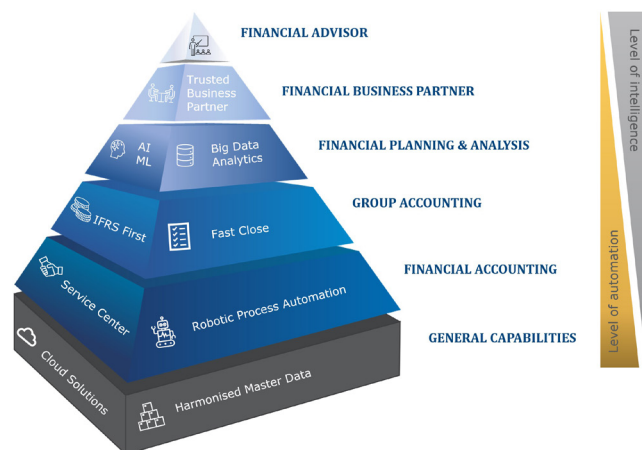 FINANCIAL ADVISOR
Trusted
Business
Partner
FINANCIAL BUSINESS PARTNER
AI
ML
Big Data
Analytics
FINANCIAL PLANNING & ANALYSIS
IFRS First
Fast Close
GROUP ACCOUNTING
Service Center
Robotic Process Automation
FINANCIAL ACCOUNTING
Cloud Solutions
Harmonised Master Data
GENERAL CAPABILITIES
Level of automation
Level of intelligence